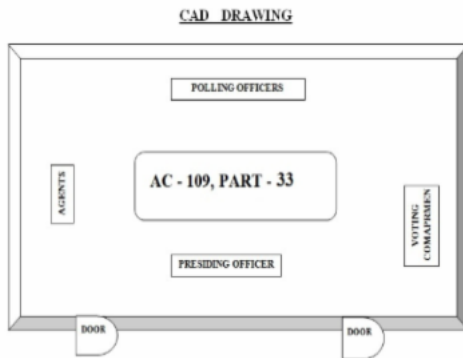 CAD DRAWING
POLLING OFFICERS
AGENTS
AC - 109, PART - 33
VOTING
COMAPRMEN
PRESIDING OFFICER
DOOR
DOOR